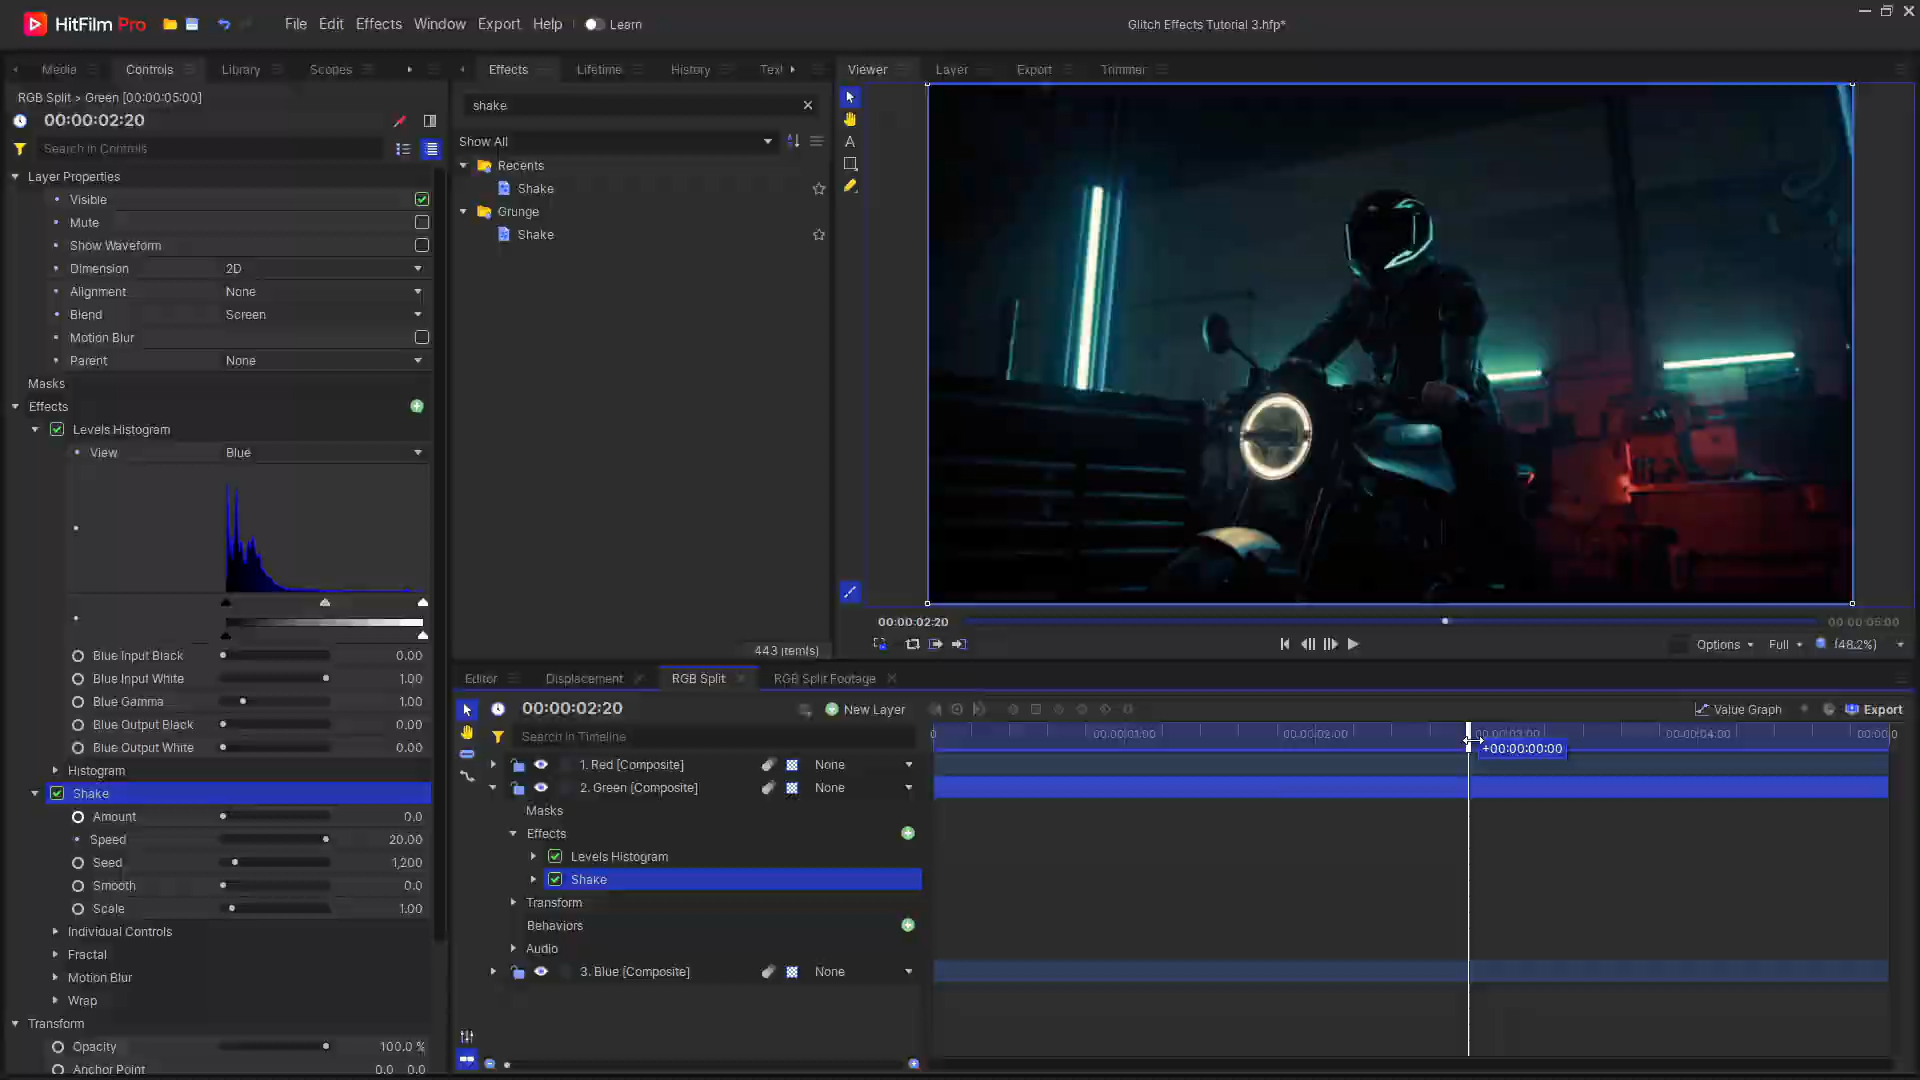 HitFilm Pro
File Edit Effects Window Export Help Learn
Glitch Effects Tutorial 3.hfp*
Media Controls Library Scopes
RGB Split > Green [00:00:05:00]
00:00:02:20
Search in Controls
Layer Properties
Visible
Mute
Show Waveform
Dimension 2D
Alignment None
Blend Screen
Motion Blur
Parent None
Masks
Effects
Levels Histogram
View Blue
Blue Input Black 0.00
Blue Input White 1.00
Blue Gamma 1.00
Blue Output Black 0.00
Blue Output White 0.00
Histogram
Shake
Amount 0.0
Speed 20.00
Seed 1,200
Smooth 0.0
Scale 1.00
Individual Controls
Fractal
Motion Blur
Wrap
Transform
Opacity 100.0 %
Anchor Point 0.0 0.0
Effects Lifetime History Text
shake
Show All
Recents
Shake
Grunge
Shake
443 item(s)
Viewer Layer Export Trimmer
00:00:02:20
00:00:05:00
Options Full (48.2%)
Editor Displacement RGB Split RGB Split Footage
00:00:02:20
New Layer
Value Graph Export
Search in Timeline
0 00:00:01:00 00:00:02:00 00:00:03:00 00:00:04:00 00:00:0
+00:00:00:00
1. Red [Composite] None
2. Green [Composite] None
Masks
Effects
Levels Histogram
Shake
Transform
Behaviors
Audio
3. Blue [Composite] None